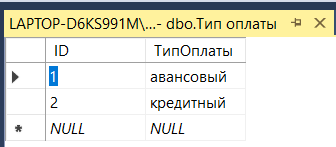 LAPTOP-D6KS991M\...- dbo.Тип оплаты
ID ТипОплаты
1 авансовый
2 кредитный
NULL NULL